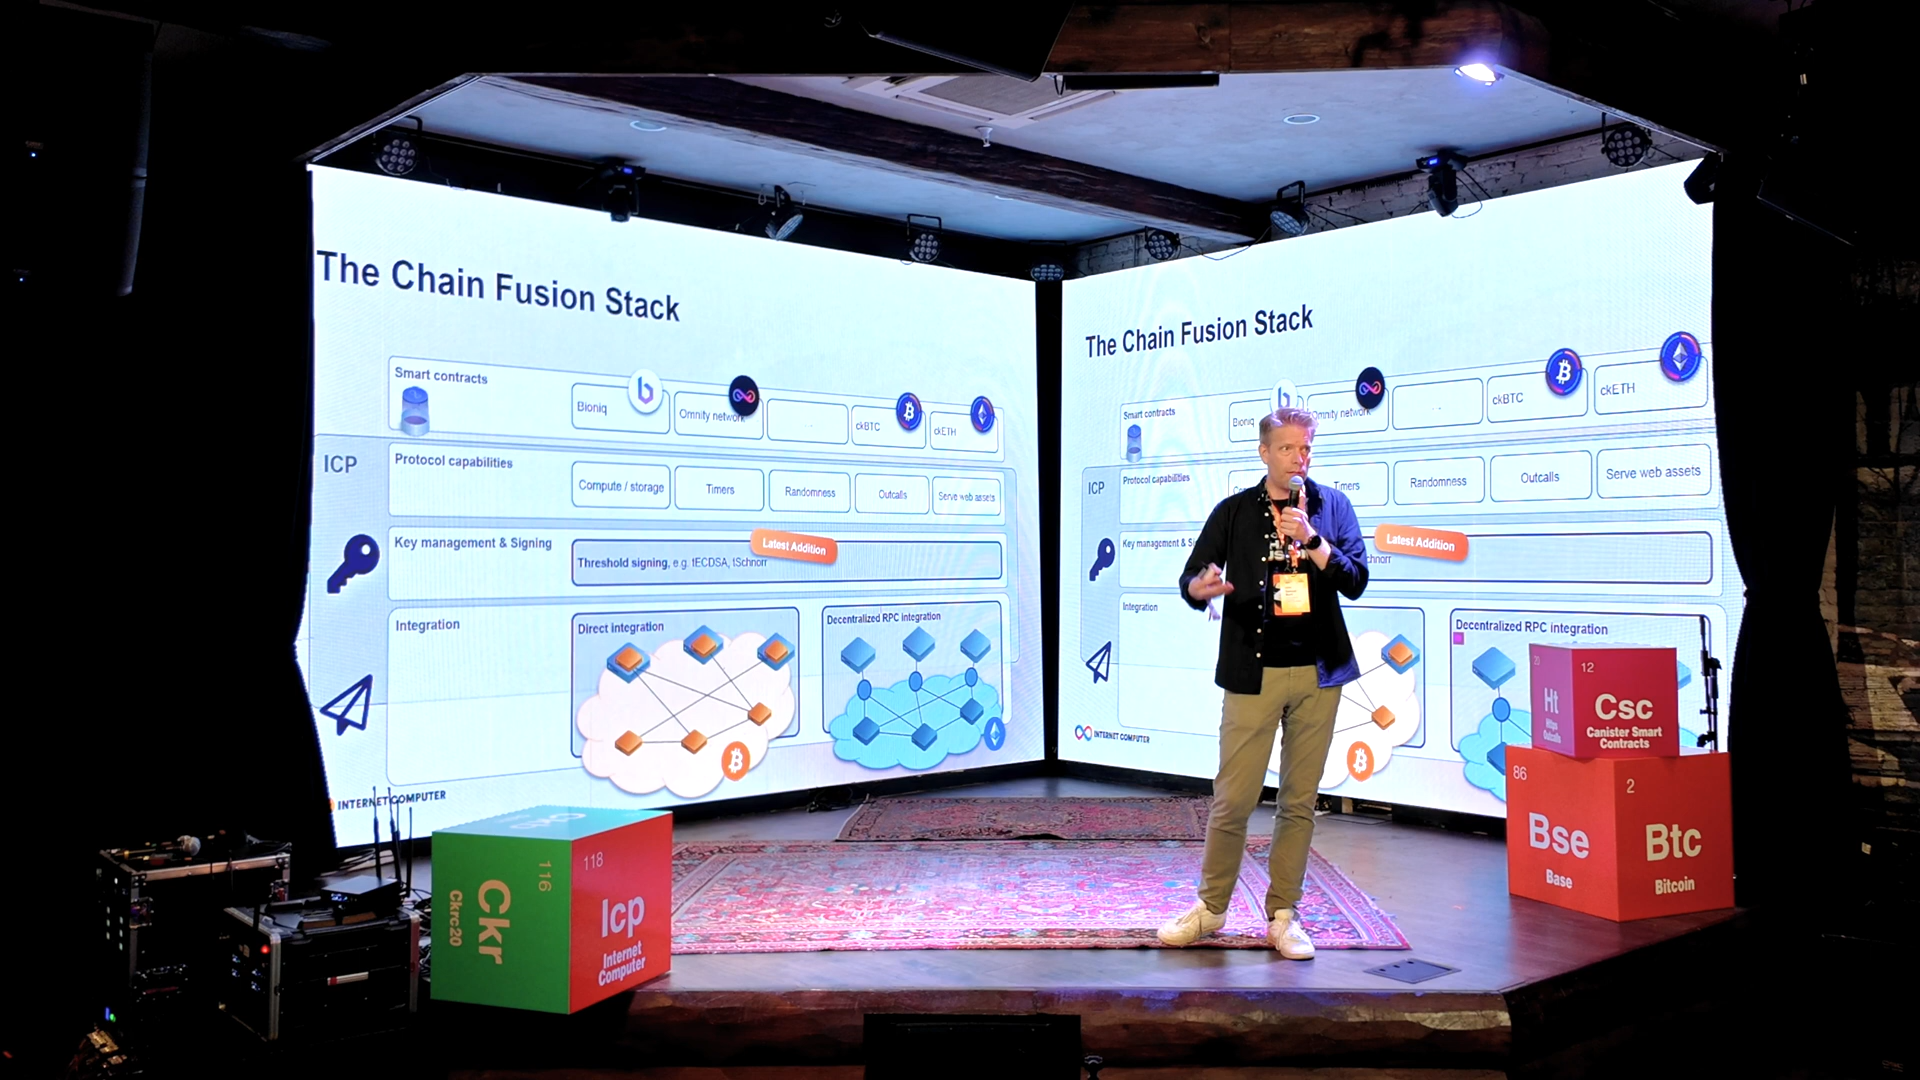 The Chain Fusion Stack
Smart contracts
Bioniq
Omnity network
ckBTC
ckETH
ICP
Protocol capabilities
Compute / storage
Timers
Randomness
Outcalls
Serve web assets
Key management & Signing
Latest Addition
Threshold signing, e.g. tECDSA, tSchnorr
Integration
Direct integration
Decentralized RPC integration
INTERNET COMPUTER
The Chain Fusion Stack
Smart contracts
Bioniq
Omnity network
ckBTC
ckETH
ICP
Protocol capabilities
Timers
Randomness
Outcalls
Serve web assets
Key management &
Latest Addition
Integration
Decentralized RPC integration
INTERNET COMPUTER
12
Csc
Canister Smart
Contracts
Ht
Outcalls
86
Bse
Base
2
Btc
Bitcoin
116
Ckr
Ckrc20
118
Icp
Internet
Computer